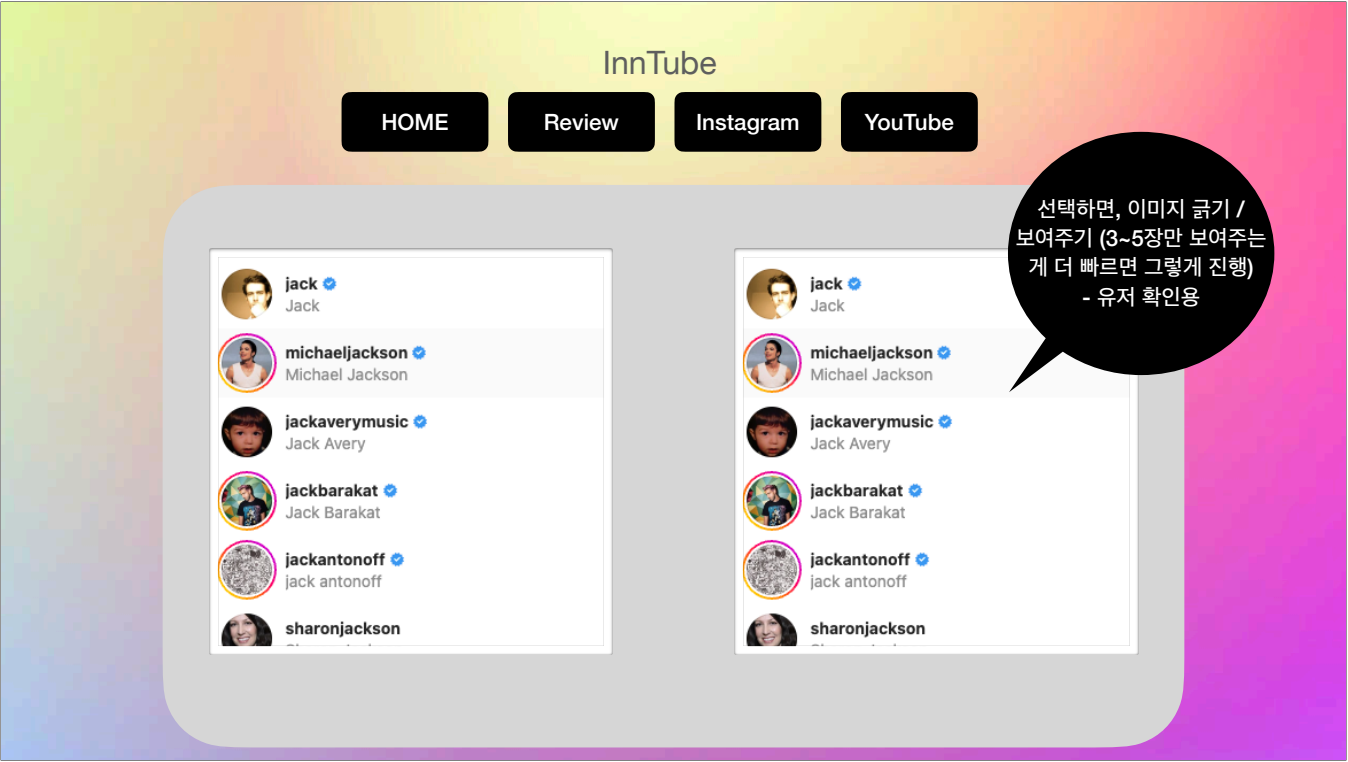 InnTube
HOME
Review
Instagram
YouTube
선택하면, 이미지 긁기 /
보여주기 (3~5장만 보여주는
게 더 빠르면 그렇게 진행)
- 유저 확인용
jack
Jack
michaeljackson
Michael Jackson
jackaverymusic
Jack Avery
jackbarakat
Jack Barakat
jackantonoff
jack antonoff
sharonjackson
jack
Jack
michaeljackson
Michael Jackson
jackaverymusic
Jack Avery
jackbarakat
Jack Barakat
jackantonoff
jack antonoff
sharonjackson